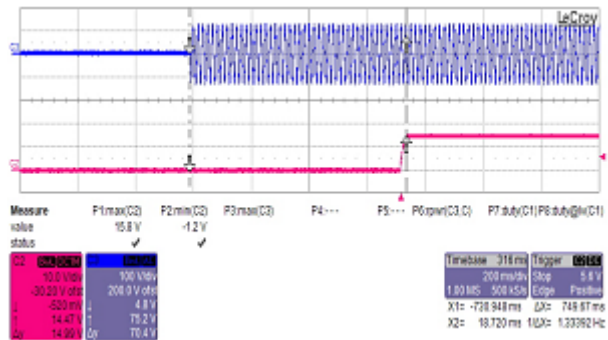 LeCroy
Measure P1:max(C2) P2:min(C2) P3:max(C3) P4:--- P5:--- P6:rpwr(C3,C) P7:duty(C1) P8:duty@lv(C1)
value 15.8 V -1.2 V
status
C2
10.0 V/div
-30.20 V ofst
-520 mV
14.47 V
Δy 14.99 V
100 V/div
200.0 V ofst
4.8 V
75.2 V
Δy 70.4 V
Timebase 316 ms
200 ms/div
1.00 MS 500 kS/s
Trigger C2 DC
Stop 5.6 V
Edge Positive
X1= -730.948 ms ΔX= 749.67 ms
X2= 18.720 ms 1/ΔX= 1.33392 Hz